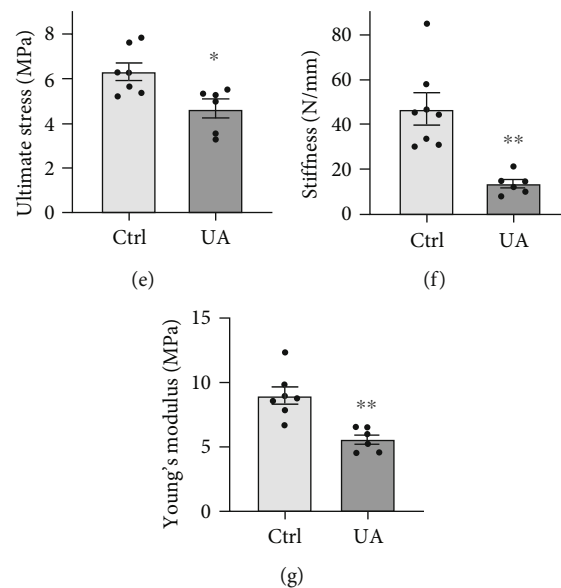 Ultimate stress (MPa)
8
6
4
2
0
*
Ctrl
UA
(e)
Stiffness (N/mm)
80
60
40
20
0
**
Ctrl
UA
(f)
Young's modulus (MPa)
15
10
5
0
**
Ctrl
UA
(g)